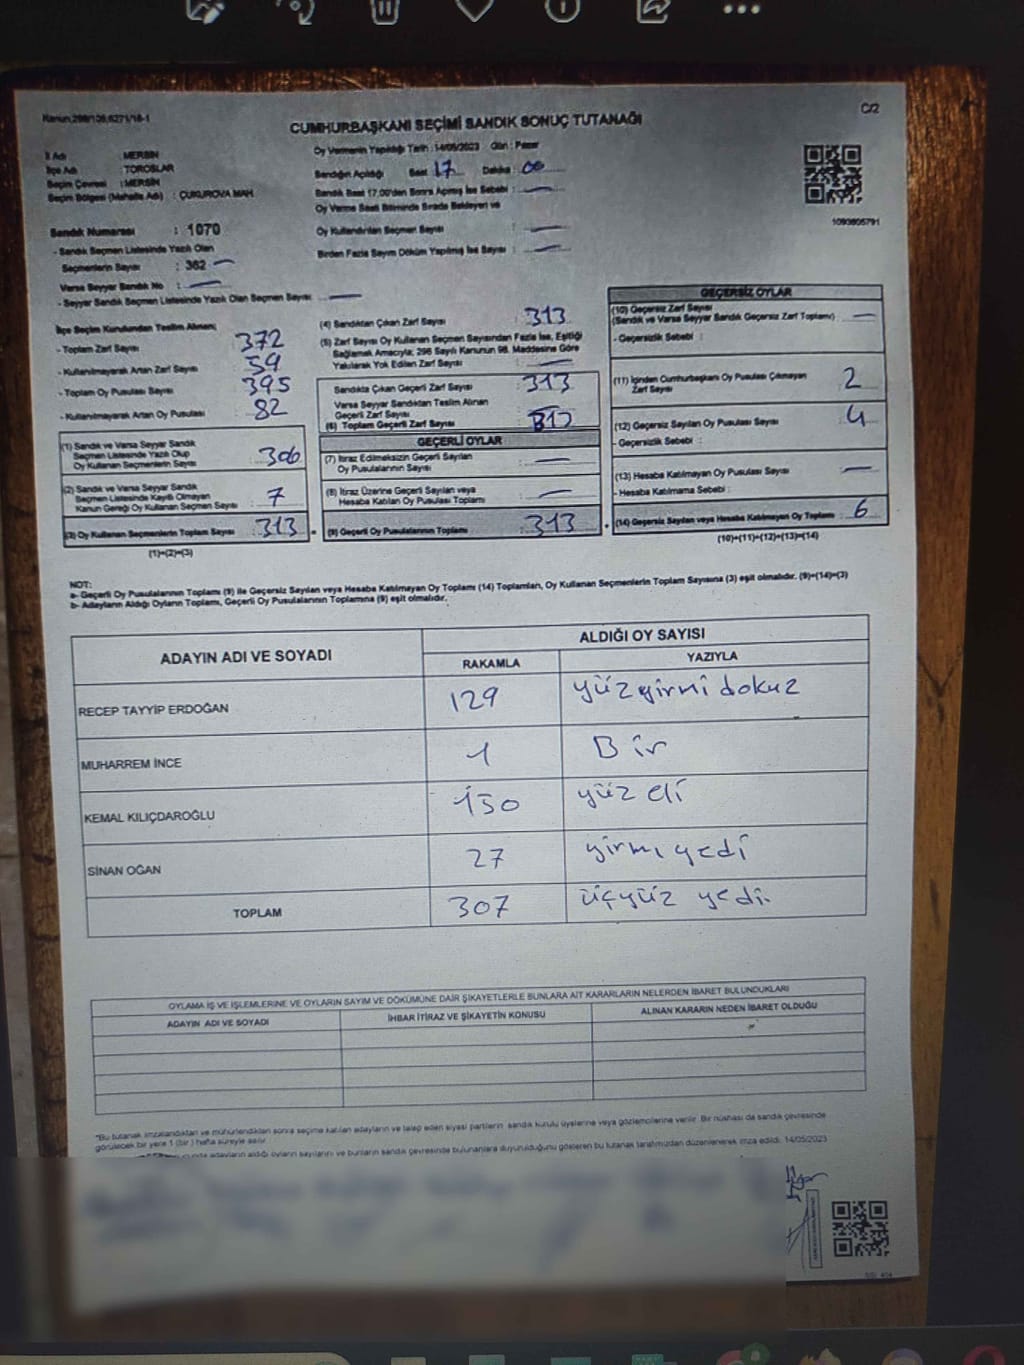 Kanun:298/105,6271/16-1
C/2
CUMHURBAŞKANI SEÇİMİ SANDIK SONUÇ TUTANAĞI
İl Adı : MERSİN
İlçe Adı : TOROSLAR
Seçim Çevresi : MERSİN
Seçim Bölgesi (Mahalle Adı) : ÇUKUROVA MAH
Oy Vermenin Yapıldığı Tarih : 14/05/2023 Gün : Pazar
Sandığın Açıldığı Saat 17 Dakika : 00
Sandık Saat 17.00'den Sonra Açılmış İse Sebebi : —
Oy Verme Saati Bitiminde Sırada Bekleyen ve
Oy Kullandırılan Seçmen Sayısı : —
Birden Fazla Sayım Döküm Yapılmış İse Sayısı : —
1090805791
Sandık Numarası : 1070
- Sandık Seçmen Listesinde Yazılı Olan
Seçmenlerin Sayısı : 362 —
Varsa Seyyar Sandık No : —
- Seyyar Sandık Seçmen Listesinde Yazılı Olan Seçmen Sayısı : —
İlçe Seçim Kurulundan Teslim Alınan;
- Toplam Zarf Sayısı : 372
- Kullanılmayarak Artan Zarf Sayısı : 59
- Toplam Oy Pusulası Sayısı : 395
- Kullanılmayarak Artan Oy Pusulası : 82
(1) Sandık ve Varsa Seyyar Sandık
Seçmen Listesinde Yazılı Olup
Oy Kullanan Seçmenlerin Sayısı : 306
(2) Sandık ve Varsa Seyyar Sandık
Seçmen Listesinde Kayıtlı Olmayan
Kanun Gereği Oy Kullanan Seçmen Sayısı : 7
(3) Oy Kullanan Seçmenlerin Toplam Sayısı : 313 =
(1)+(2)=(3)
(4) Sandıktan Çıkan Zarf Sayısı : 313
(5) Zarf Sayısı Oy Kullanan Seçmen Sayısından Fazla İse, Eşitliği
Sağlamak Amacıyla; 298 Sayılı Kanunun 98. Maddesine Göre
Yakılarak Yok Edilen Zarf Sayısı : —
Sandıkta Çıkan Geçerli Zarf Sayısı : 313
Varsa Seyyar Sandıktan Teslim Alınan
Geçerli Zarf Sayısı : —
(6) Toplam Geçerli Zarf Sayısı : 313
GEÇERLİ OYLAR
(7) İtiraz Edilmeksizin Geçerli Sayılan
Oy Pusulalarının Sayısı : —
(8) İtiraz Üzerine Geçerli Sayılan veya
Hesaba Katılan Oy Pusulası Toplamı : —
(9) Geçerli Oy Pusulalarının Toplamı : 313 +
GEÇERSİZ OYLAR
(10) Geçersiz Zarf Sayısı
(Sandık ve Varsa Seyyar Sandık Geçersiz Zarf Toplamı) : —
- Geçersizlik Sebebi :
(11) İçinden Cumhurbaşkanı Oy Pusulası Çıkmayan
Zarf Sayısı : 2
(12) Geçersiz Sayılan Oy Pusulası Sayısı : 4
- Geçersizlik Sebebi :
(13) Hesaba Katılmayan Oy Pusulası Sayısı : —
- Hesaba Katılmama Sebebi :
(14) Geçersiz Sayılan veya Hesaba Katılmayan Oy Toplamı : 6
(10)+(11)+(12)+(13)=(14)
NOT:
a- Geçerli Oy Pusulalarının Toplamı (9) ile Geçersiz Sayılan veya Hesaba Katılmayan Oy Toplamı (14) Toplamları, Oy Kullanan Seçmenlerin Toplam Sayısına (3) eşit olmalıdır. (9)+(14)=(3)
b- Adayların Aldığı Oyların Toplamı, Geçerli Oy Pusulalarının Toplamına (9) eşit olmalıdır.
ADAYIN ADI VE SOYADI
ALDIĞI OY SAYISI
RAKAMLA YAZIYLA
RECEP TAYYİP ERDOĞAN 129 yüzyirmi dokuz
MUHARREM İNCE 1 Bir
KEMAL KILIÇDAROĞLU 150 yüz eli
SİNAN OĞAN 27 yirmi yedi
TOPLAM 307 üçyüz yedi.
OYLAMA İŞ VE İŞLEMLERİNE VE OYLARIN SAYIM VE DÖKÜMÜNE DAİR ŞİKAYETLERLE BUNLARA AİT KARARLARIN NELERDEN İBARET BULUNDUKLARI
ADAYIN ADI VE SOYADI İHBAR İTİRAZ VE ŞİKAYETİN KONUSU ALINAN KARARIN NEDEN İBARET OLDUĞU
"Bu tutanak imzalandıktan ve mühürlendikten sonra seçime katılan adayların ve talep eden siyasi partilerin sandık kurulu üyelerine veya gözlemcilerine verilir. Bir nüshası da sandık çevresinde
görülecek bir yere 1 (bir) hafta süreyle asılır.
adayların aldığı oyların sayılarını ve bunların sandık çevresinde bulunanlara duyurulduğunu gösteren bu tutanak tarafımızdan düzenlenerek imza edildi. 14/05/2023